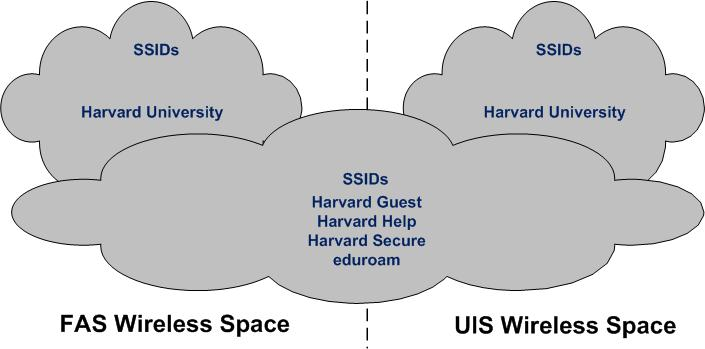 SSIDs
Harvard University
SSIDs
Harvard University
SSIDs
Harvard Guest
Harvard Help
Harvard Secure
eduroam
FAS Wireless Space
UIS Wireless Space